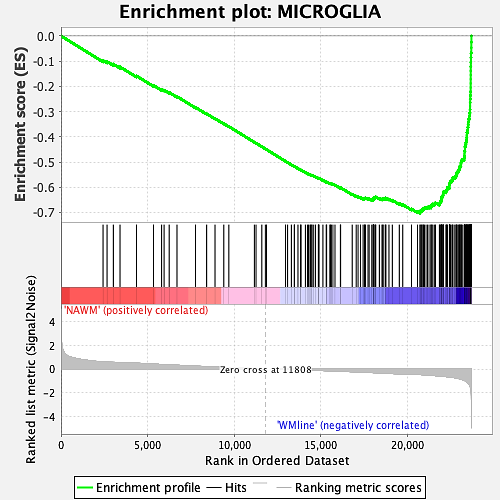 Enrichment plot: MICROGLIA
Enrichment score (ES)
0.0
-0.1
-0.2
-0.3
-0.4
-0.5
-0.6
-0.7
'NAWM' (positively correlated)
Ranked list metric (Signal2Noise)
4
2
0
-2
-4
Zero cross at 11808
'WMline' (negatively correlated)
0
5,000
10,000
15,000
20,000
Rank in Ordered Dataset
Enrichment profile
Hits
Ranking metric scores